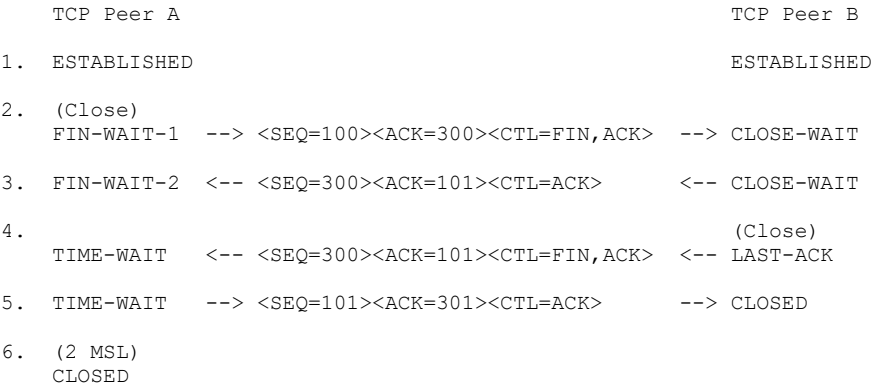 TCP Peer A                                           TCP Peer B
1.  ESTABLISHED                                          ESTABLISHED
2.  (Close)
    FIN-WAIT-1  --> <SEQ=100><ACK=300><CTL=FIN,ACK>  --> CLOSE-WAIT
3.  FIN-WAIT-2  <-- <SEQ=300><ACK=101><CTL=ACK>      <-- CLOSE-WAIT
4.                                                       (Close)
    TIME-WAIT   <-- <SEQ=300><ACK=101><CTL=FIN,ACK>  <-- LAST-ACK
5.  TIME-WAIT   --> <SEQ=101><ACK=301><CTL=ACK>      --> CLOSED
6.  (2 MSL)
    CLOSED